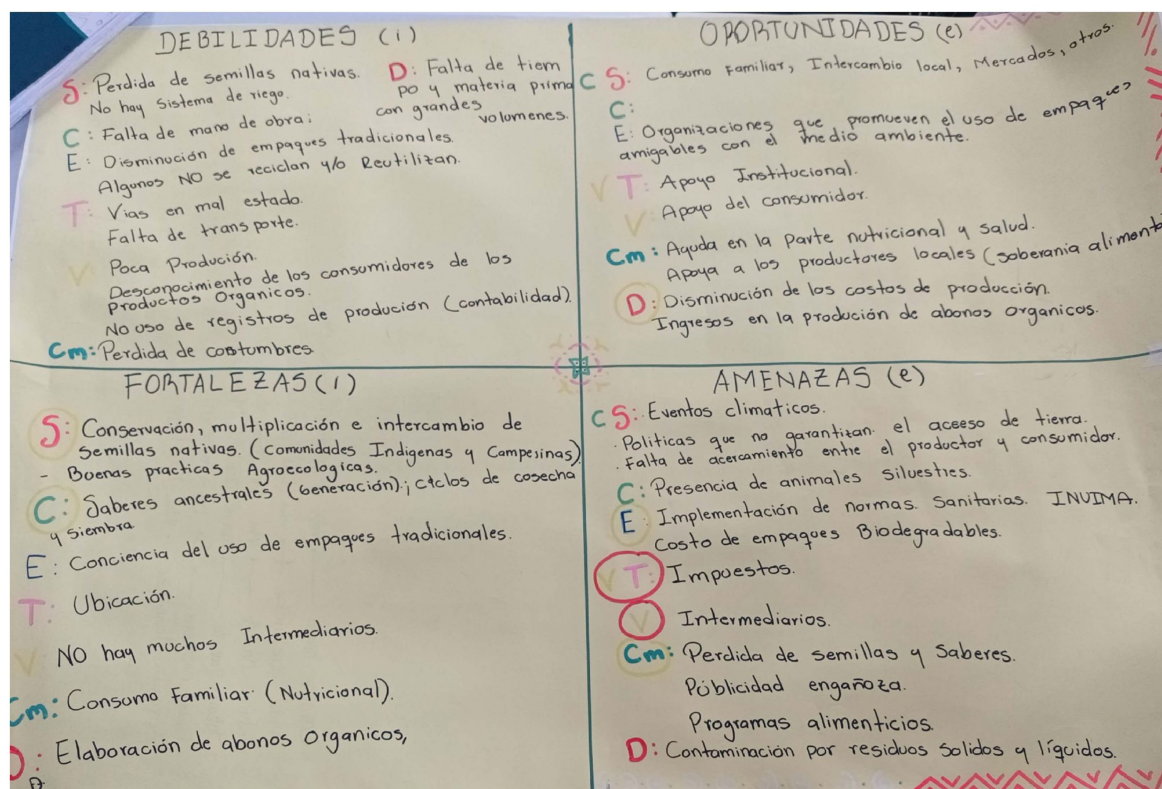 DEBILIDADES (i)
S: Perdida de semillas nativas.
No hay Sistema de riego.
D: Falta de tiem
po y materia prima
con grandes
volumenes.
C: Falta de mano de obra:
E: Disminución de empaques tradicionales.
Algunos NO se reciclan y/o Reutilizan.
T: Vias en mal estado.
Falta de transporte.
V: Poca Produción.
Desconocimiento de los consumidores de los
productos Organicos.
No uso de registros de produción (contabilidad).
Cm: Perdida de costumbres
OPORTUNIDADES (e)
C S: Consumo Familiar, Intercambio local, Mercados, otros.
C:
E: Organizaciones que promueven el uso de empaques
amigables con el medio ambiente.
V T: Apoyo Institucional.
V Apoyo del consumidor.
Cm: Ayuda en la parte nutricional y salud.
Apoya a los productores locales (soberania alimenta
D: Disminución de los costos de producción.
Ingresos en la produción de abonos organicos.
FORTALEZAS (i)
S: Conservación, multiplicación e intercambio de
Semillas nativas. (Comunidades Indigenas y Campesinas)
- Buenas practicas Agroecologicas.
C: Saberes ancestrales (Generación).; ciclos de cosecha
y siembra.
E: Conciencia del uso de empaques tradicionales.
T: Ubicación.
V: NO hay muchos Intermediarios.
Cm: Consumo Familiar (Nutricional).
D: Elaboración de abonos organicos,
AMENAZAS (e)
C S: Eventos climaticos.
. Politicas que no garantizan el acceso de tierra.
. Falta de acercamiento entre el productor y consumidor.
C: Presencia de animales silvestres.
E Implementación de normas. Sanitarias. INVIMA.
Costo de empaques Biodegradables.
V T: Impuestos.
V Intermediarios.
Cm: Perdida de semillas y Saberes.
Públicidad engañoza.
Programas alimenticios.
D: Contaminación por residuos solidos y líquidos.